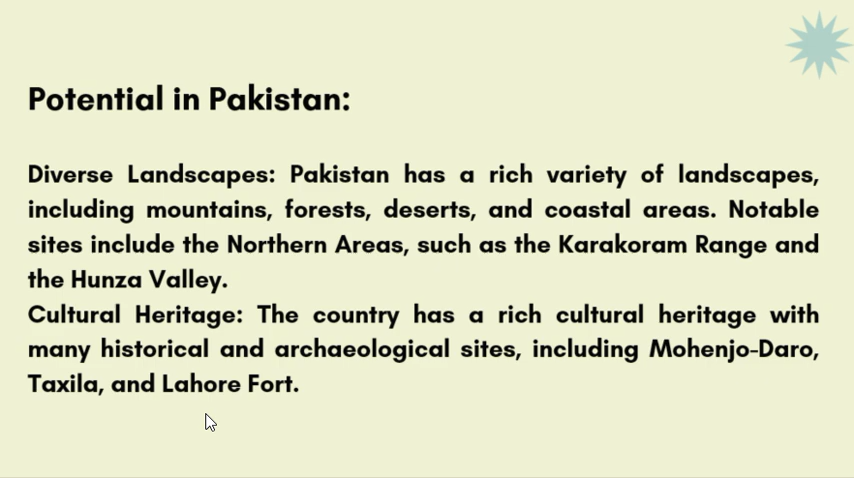 Potential in Pakistan:
Diverse Landscapes: Pakistan has a rich variety of landscapes,
including mountains, forests, deserts, and coastal areas. Notable
sites include the Northern Areas, such as the Karakoram Range and
the Hunza Valley.
Cultural Heritage: The country has a rich cultural heritage with
many historical and archaeological sites, including Mohenjo-Daro,
Taxila, and Lahore Fort.